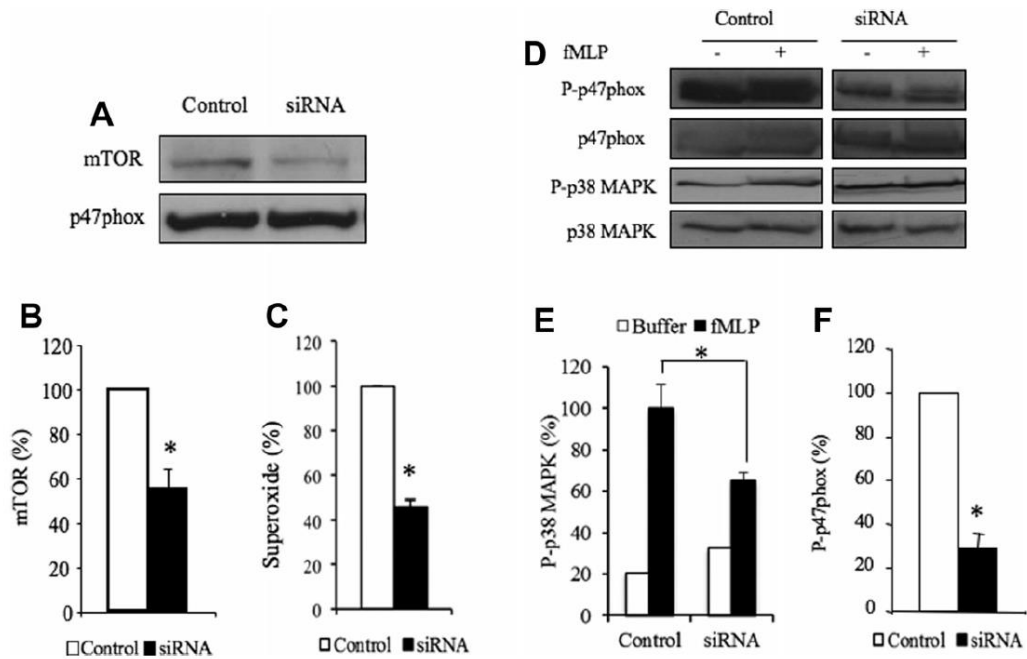 A
Control siRNA
mTOR
p47phox
D
Control siRNA
fMLP - + - +
P-p47phox
p47phox
P-p38 MAPK
p38 MAPK
B
mTOR (%)
120
100
80
60
40
20
0
*
Control siRNA
C
Superoxide (%)
120
100
80
60
40
20
0
*
Control siRNA
E
Buffer fMLP
P-p38 MAPK (%)
120
100
80
60
40
20
0
*
Control siRNA
F
P-p47phox (%)
120
100
80
60
40
20
0
*
Control siRNA